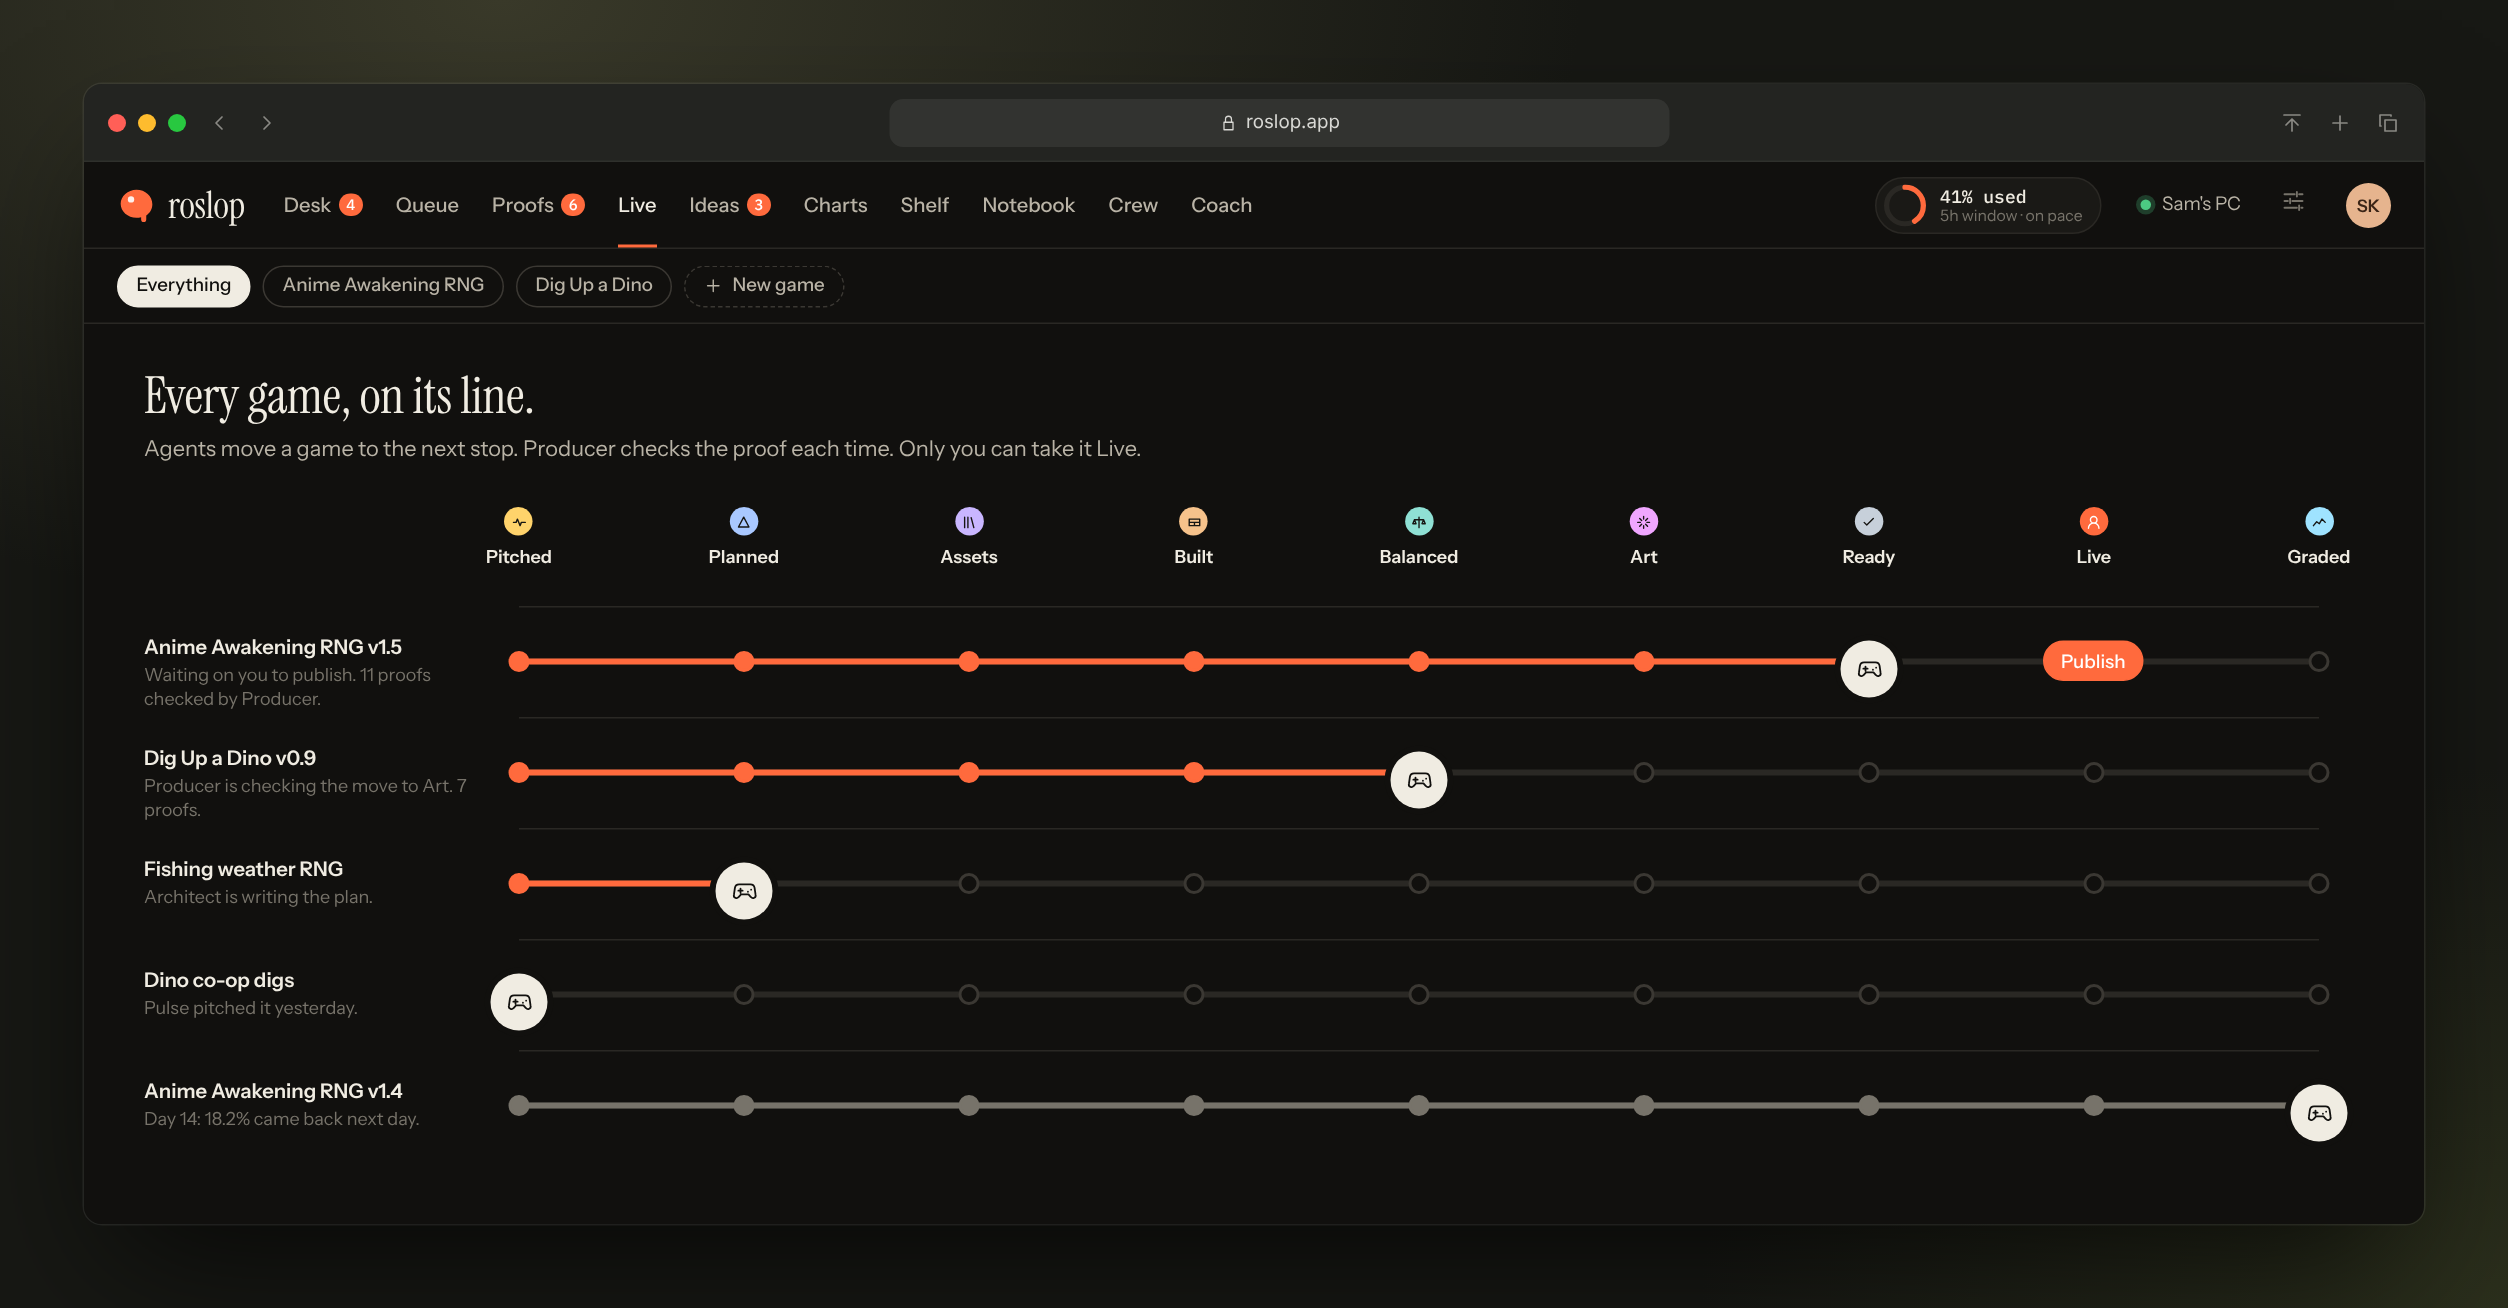 roslop.app
roslop
Desk 4
Queue
Proofs 6
Live
Ideas 3
Charts
Shelf
Notebook
Crew
Coach
41% used
5h window · on pace
Sam's PC
SK
Everything
Anime Awakening RNG
Dig Up a Dino
+ New game
Every game, on its line.
Agents move a game to the next stop. Producer checks the proof each time. Only you can take it Live.
Pitched
Planned
Assets
Built
Balanced
Art
Ready
Live
Graded
Anime Awakening RNG v1.5
Waiting on you to publish. 11 proofs
checked by Producer.
Publish
Dig Up a Dino v0.9
Producer is checking the move to Art. 7
proofs.
Fishing weather RNG
Architect is writing the plan.
Dino co-op digs
Pulse pitched it yesterday.
Anime Awakening RNG v1.4
Day 14: 18.2% came back next day.